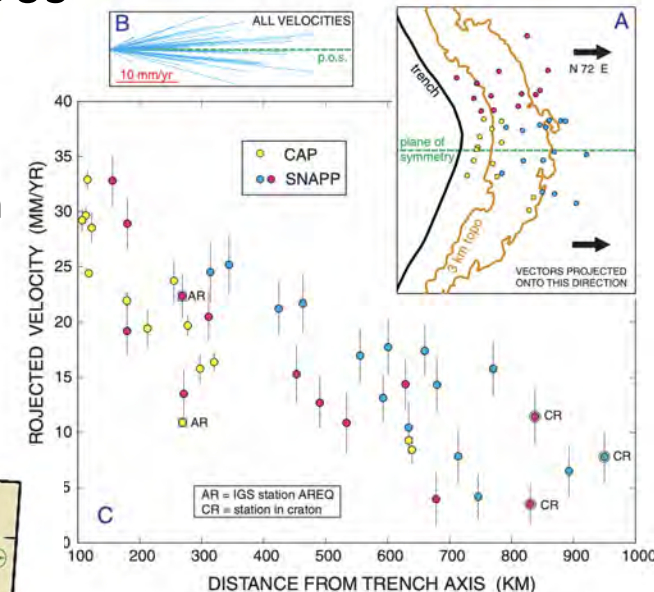 B
ALL VELOCITIES
p.o.s.
10 mm/yr
A
trench
N 72 E
plane of
symmetry
3 km topo
VECTORS PROJECTED
ONTO THIS DIRECTION
ROJECTED VELOCITY (MM/YR)
40
35
30
25
20
15
10
5
0
CAP
SNAPP
AR
AR
CR
CR
CR
AR = IGS station AREQ
CR = station in craton
C
100 200 300 400 500 600 700 800 900 1000
DISTANCE FROM TRENCH AXIS (KM)